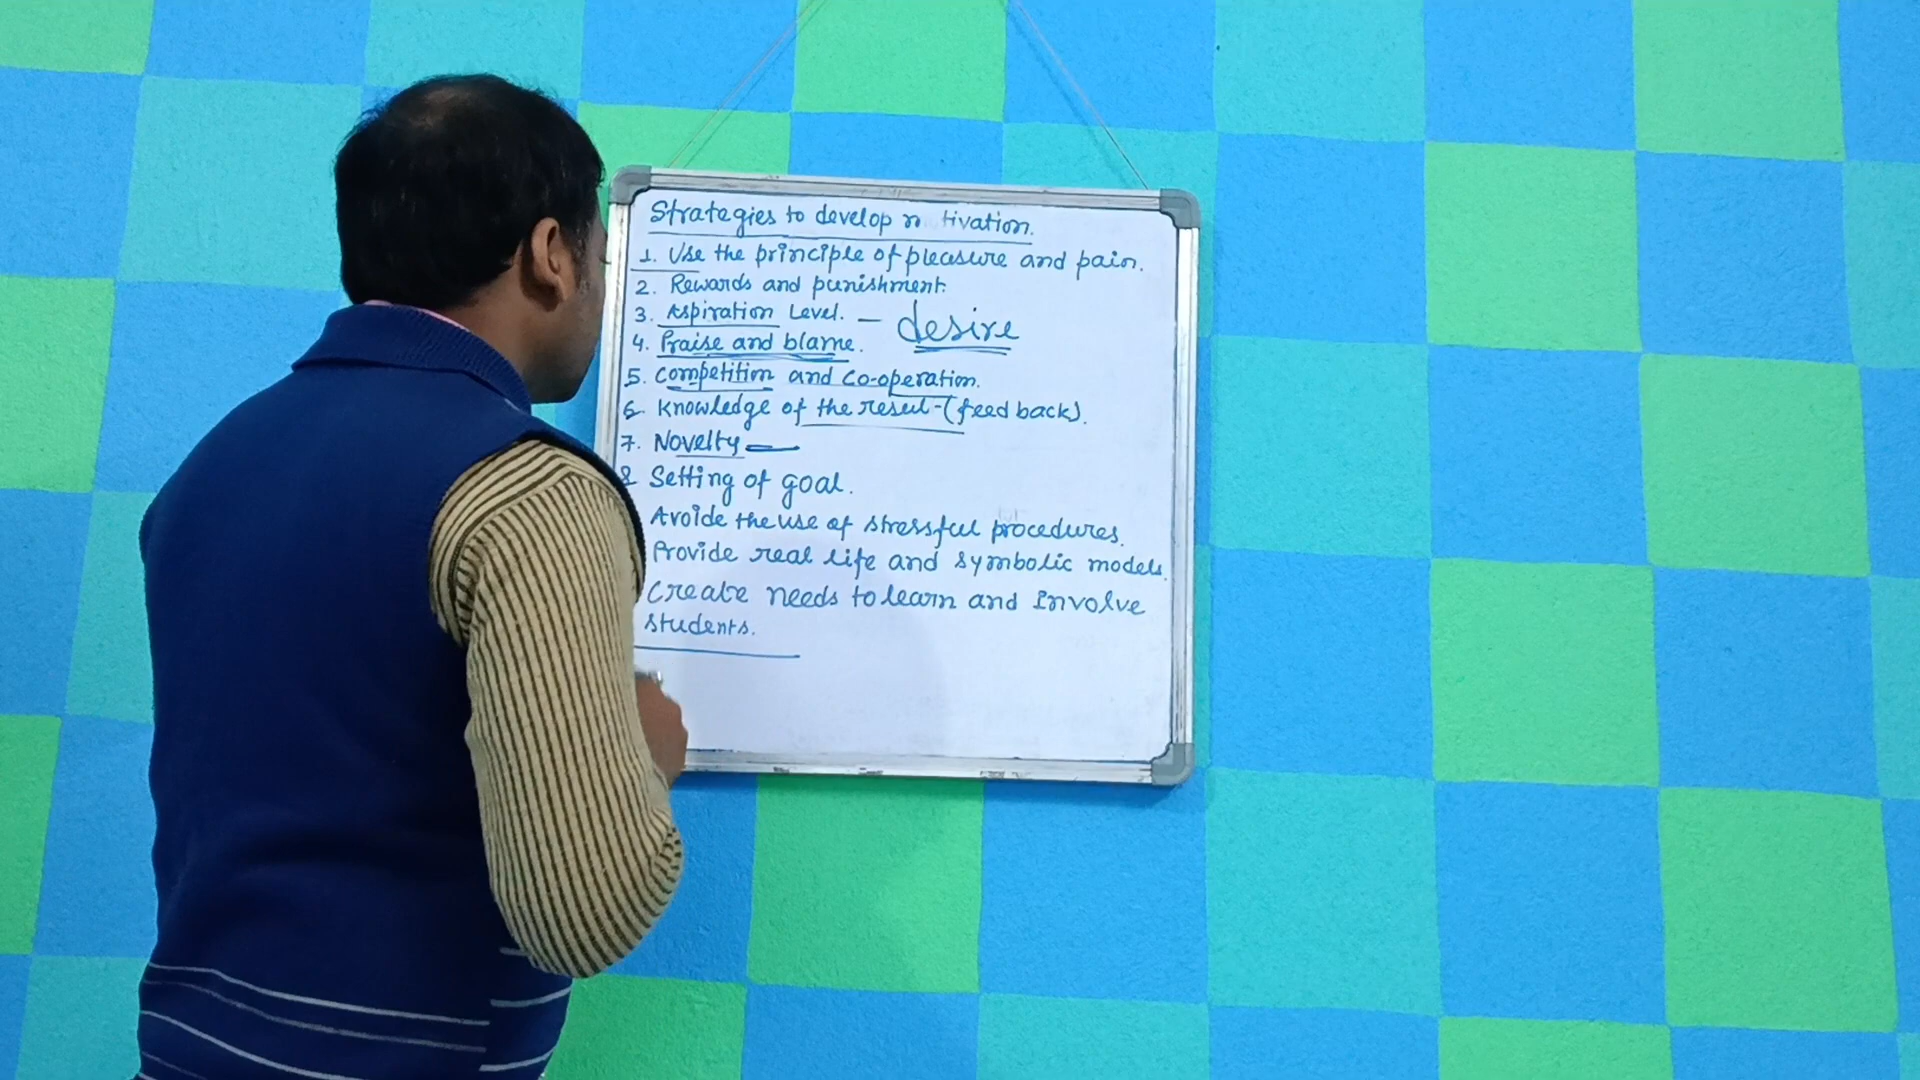 Strategies to develop m tivation.
1. Use the principle of pleasure and pain.
2. Rewards and punishment.
3. Aspiration Level. – desire
4. Praise and blame.
5. Competition and Co-operation.
6. Knowledge of the resul-(feed back).
7. Novelty —
8 Setting of goal.
Avoide the use of stressful procedures.
Provide real life and symbolic models.
Create needs to learn and Involve
students.